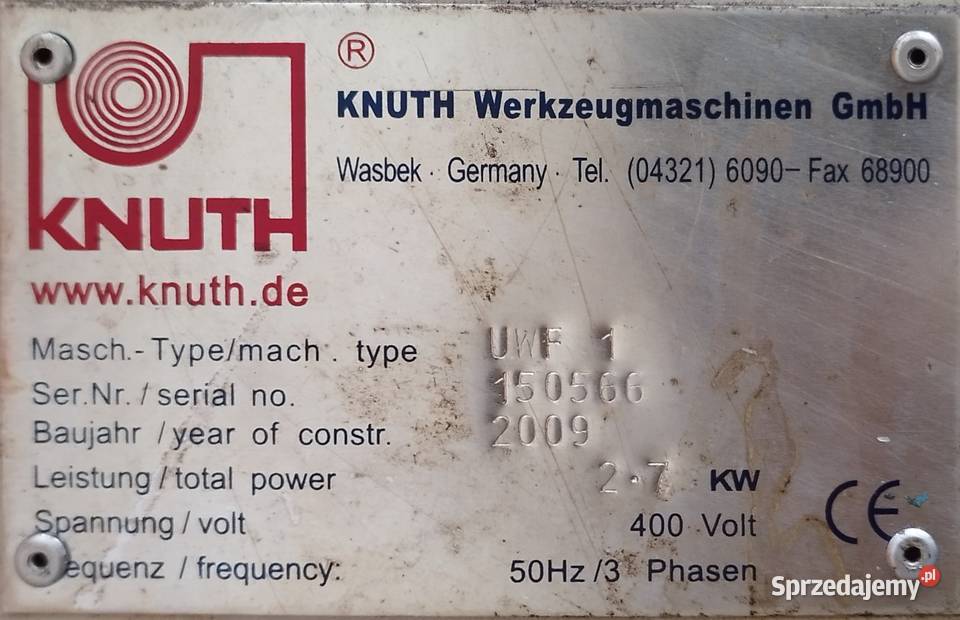 ®
KNUTH Werkzeugmaschinen GmbH
Wasbek · Germany · Tel. (04321) 6090– Fax 68900
KNUTH
www.knuth.de
Masch.-Type/mach. type UWF 1
Ser.Nr./serial no. 150566
Baujahr/year of constr. 2009
Leistung/total power 2.7 KW
Spannung/volt 400 Volt
equenz / frequency: 50Hz/3 Phasen
CE
Sprzedajemy.pl